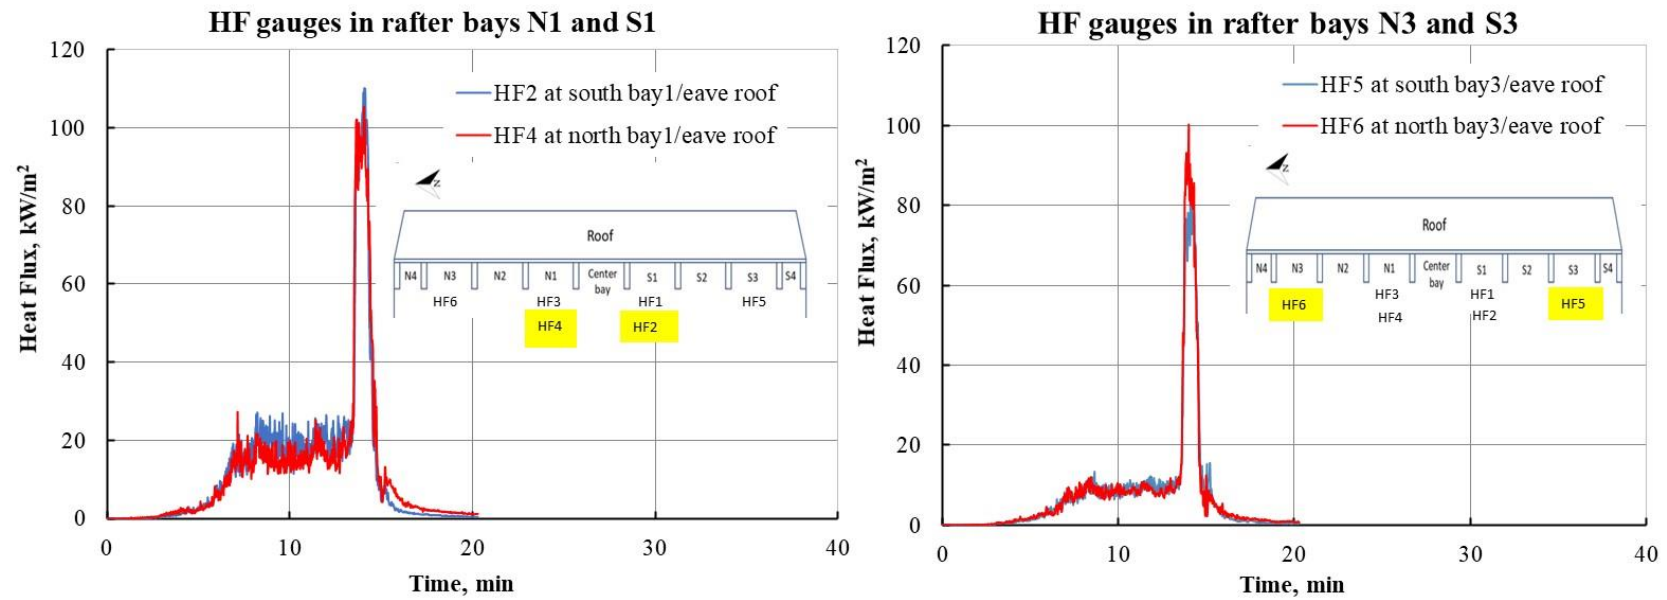 HF gauges in rafter bays N1 and S1
120
100
80
60
40
20
0
Heat Flux, kW/m²
HF2 at south bay1/eave roof
HF4 at north bay1/eave roof
Z
Roof
N4 N3 N2 N1 Center bay S1 S2 S3 S4
HF6 HF3 HF1 HF5
HF4 HF2
0 10 20 30 40
Time, min
HF gauges in rafter bays N3 and S3
120
100
80
60
40
20
0
Heat Flux, kW/m²
HF5 at south bay3/eave roof
HF6 at north bay3/eave roof
Z
Roof
N4 N3 N2 N1 Center bay S1 S2 S3 S4
HF6 HF3 HF1 HF5
HF4 HF2
0 10 20 30 40
Time, min